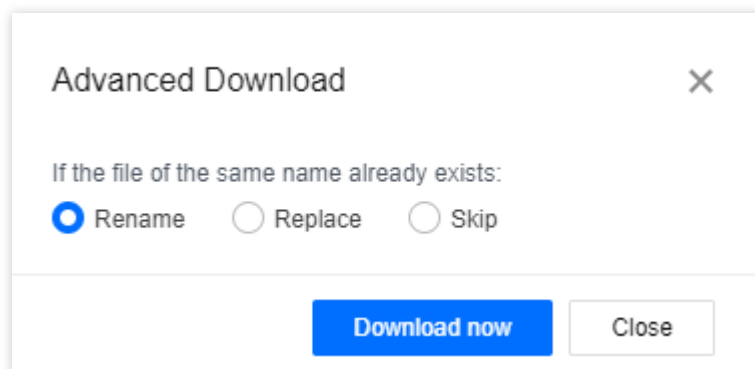 Advanced Download
If the file of the same name already exists:
Rename Replace Skip
Download now Close